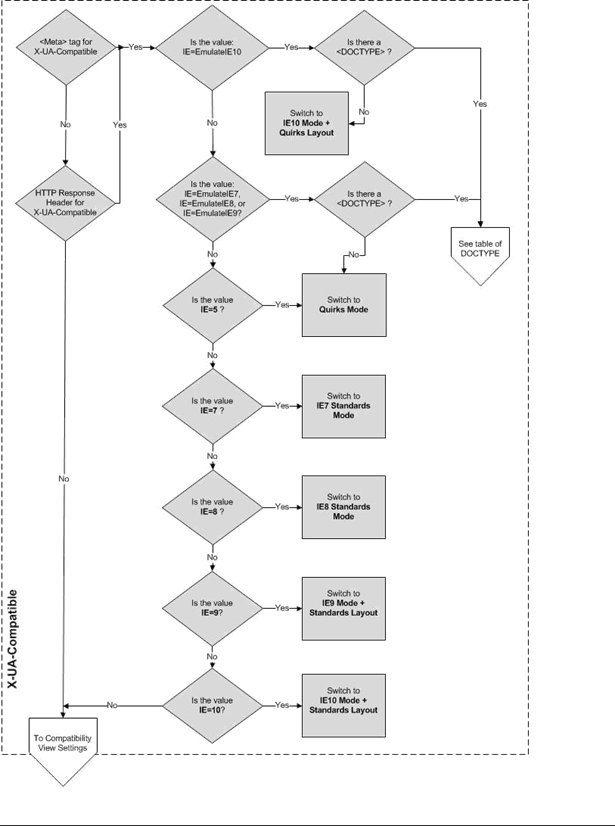 <Meta> tag for
X-UA-Compatible
Yes
Is the value:
IE=EmulateIE10
Yes
Is there a
<DOCTYPE> ?
Yes
No
Yes
No
No
Switch to
IE10 Mode +
Quirks Layout
HTTP Response
Header for
X-UA-Compatible
Is the value:
IE=EmulateIE7,
IE=EmulateIE8, or
IE=EmulateIE9?
Yes
Is there a
<DOCTYPE> ?
Yes
See table of
DOCTYPE
No
No
Is the value
IE=5 ?
Yes
Switch to
Quirks Mode
No
Is the value
IE=7 ?
Yes
Switch to
IE7 Standards
Mode
No
No
Is the value
IE=8 ?
Yes
Switch to
IE8 Standards
Mode
No
Is the value
IE=9?
Yes
Switch to
IE9 Mode +
Standards Layout
X-UA-Compatible
No
Is the value
IE=10?
Yes
Switch to
IE10 Mode +
Standards Layout
No
To Compatibility
View Settings